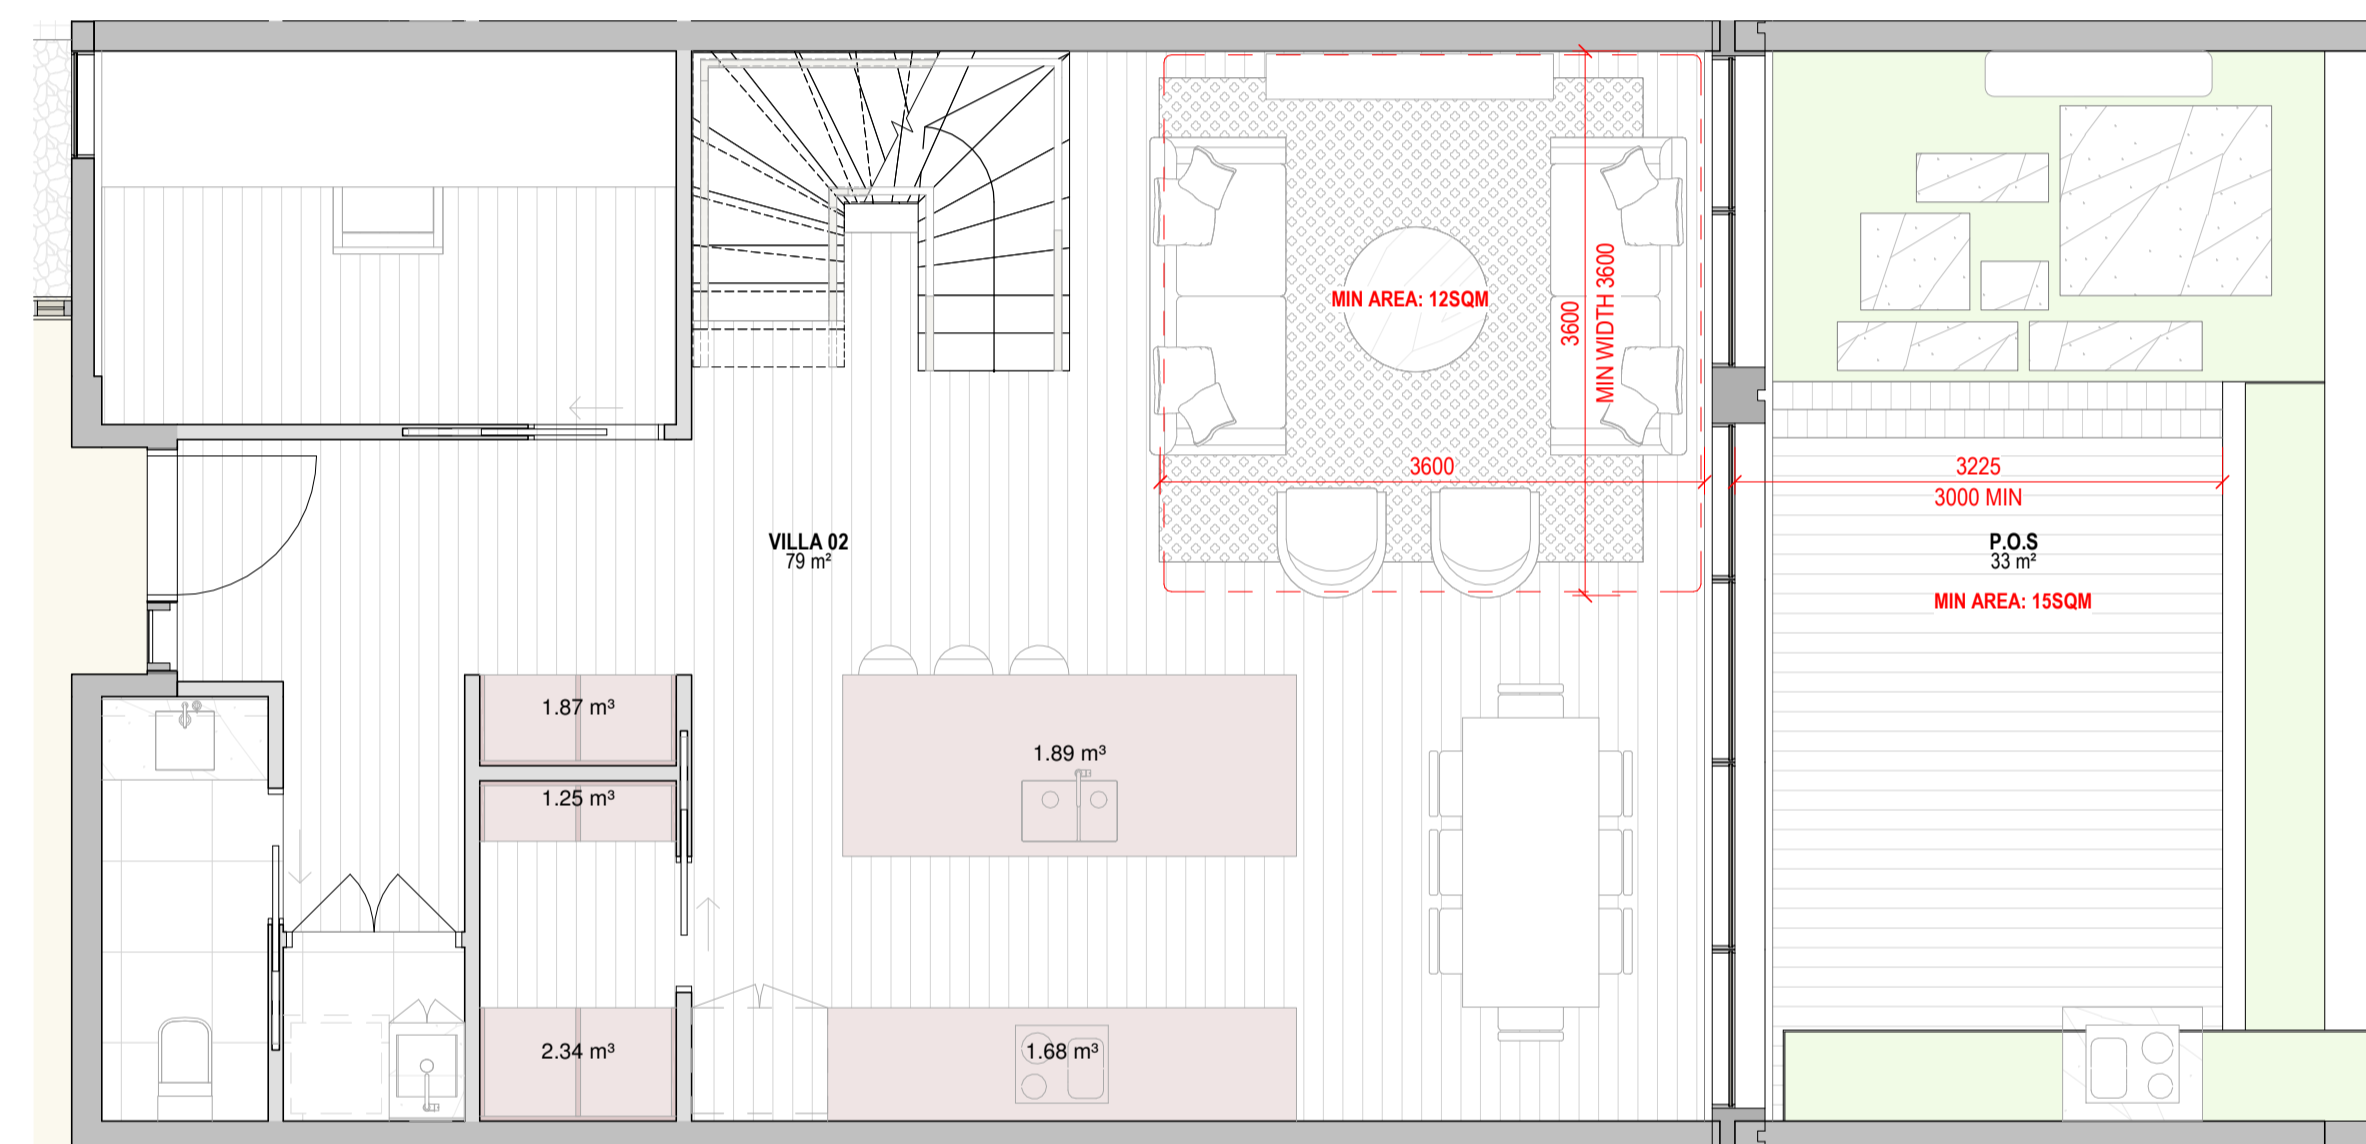 MIN AREA: 12SQM
3600
MIN WIDTH 3600
3600
3225
3000 MIN
VILLA 02
79 m²
P.O.S
33 m²
MIN AREA: 15SQM
1.87 m³
1.89 m³
1.25 m³
2.34 m³
1.68 m³